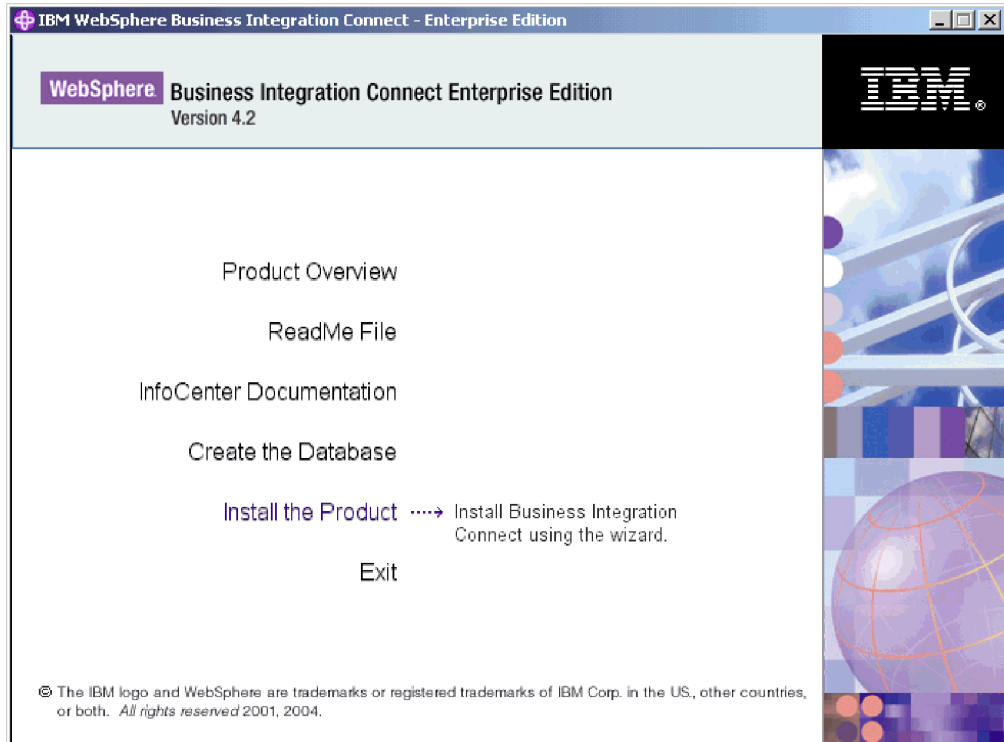 IBM WebSphere Business Integration Connect - Enterprise Edition
WebSphere. Business Integration Connect Enterprise Edition
Version 4.2
IBM®
Product Overview
ReadMe File
InfoCenter Documentation
Create the Database
Install the Product Install Business Integration
Connect using the wizard.
Exit
© The IBM logo and WebSphere are trademarks or registered trademarks of IBM Corp. in the US., other countries,
or both. All rights reserved 2001, 2004.